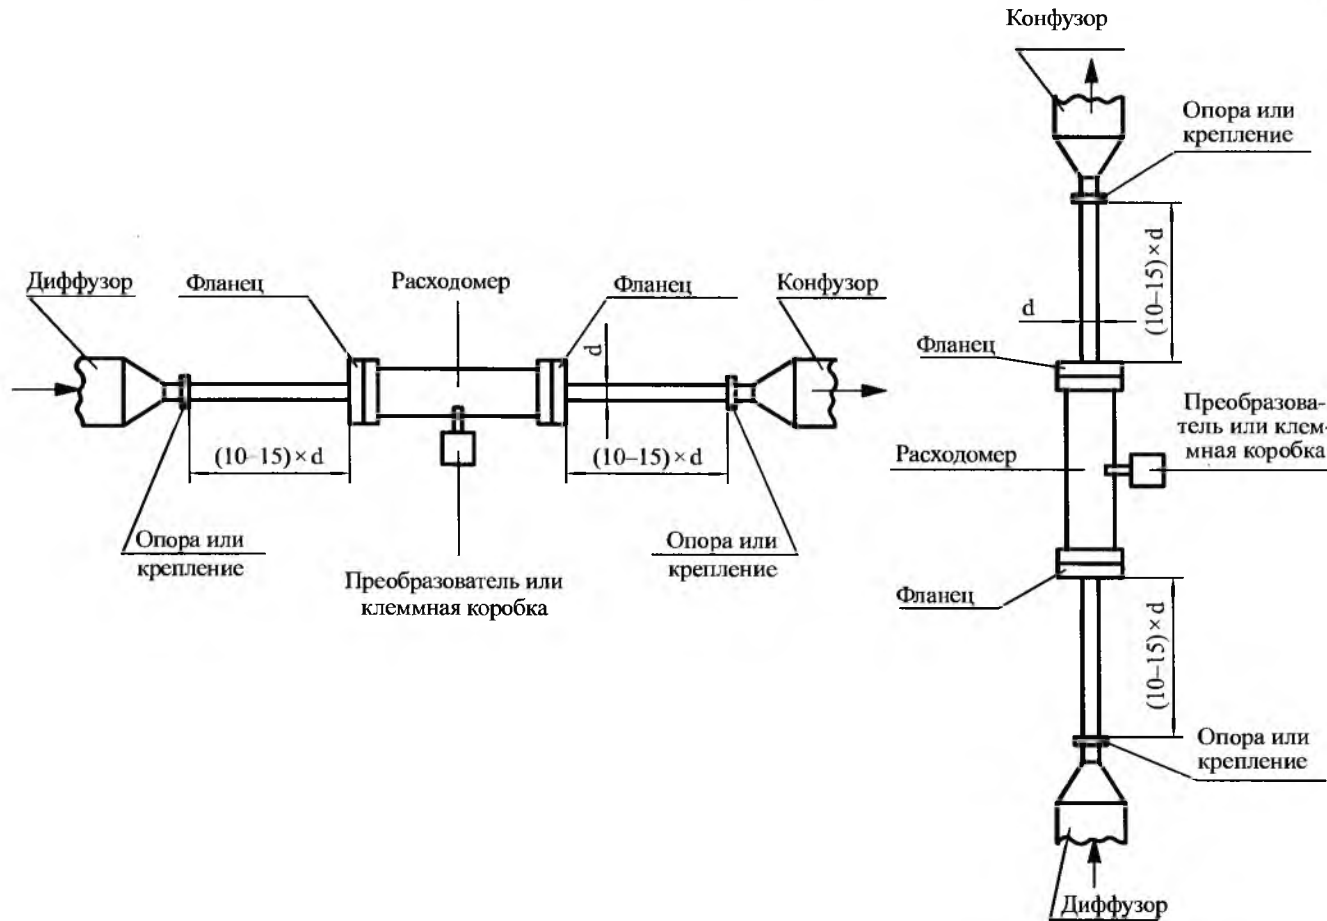 Диффузор
Фланец
Расходомер
Фланец
Конфузор
d
(10–15)×d
(10–15)×d
Опора или
крепление
Преобразователь или
клеммная коробка
Опора или
крепление
Конфузор
Опора или
крепление
(10–15)×d
d
Фланец
Преобразова-
тель или клем-
мная коробка
Расходомер
Фланец
(10–15)×d
Опора или
крепление
Диффузор